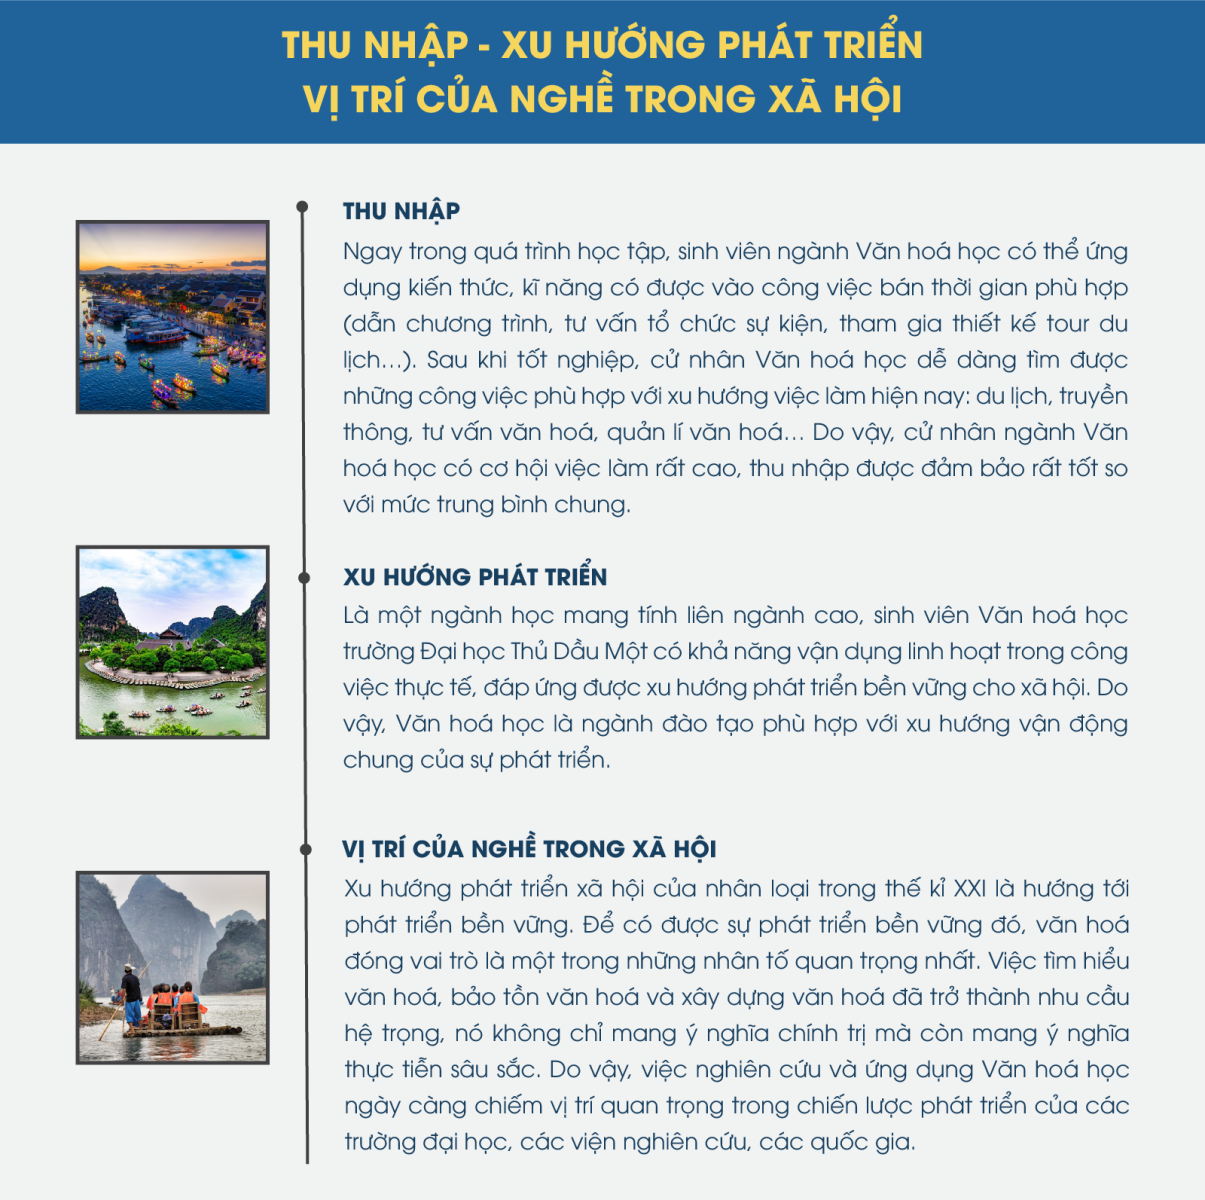 THU NHẬP - XU HƯỚNG PHÁT TRIỂN
VỊ TRÍ CỦA NGHỀ TRONG XÃ HỘI
THU NHẬP
Ngay trong quá trình học tập, sinh viên ngành Văn hoá học có thể ứng
dụng kiến thức, kĩ năng có được vào công việc bán thời gian phù hợp
(dẫn chương trình, tư vấn tổ chức sự kiện, tham gia thiết kế tour du
lịch...). Sau khi tốt nghiệp, cử nhân Văn hoá học dễ dàng tìm được
những công việc phù hợp với xu hướng việc làm hiện nay: du lịch, truyền
thông, tư vấn văn hoá, quản lí văn hoá... Do vậy, cử nhân ngành Văn
hoá học có cơ hội việc làm rất cao, thu nhập được đảm bảo rất tốt so
với mức trung bình chung.
XU HƯỚNG PHÁT TRIỂN
Là một ngành học mang tính liên ngành cao, sinh viên Văn hoá học
trường Đại học Thủ Dầu Một có khả năng vận dụng linh hoạt trong công
việc thực tế, đáp ứng được xu hướng phát triển bền vững cho xã hội. Do
vậy, Văn hoá học là ngành đào tạo phù hợp với xu hướng vận động
chung của sự phát triển.
VỊ TRÍ CỦA NGHỀ TRONG XÃ HỘI
Xu hướng phát triển xã hội của nhân loại trong thế kỉ XXI là hướng tới
phát triển bền vững. Để có được sự phát triển bền vững đó, văn hoá
đóng vai trò là một trong những nhân tố quan trọng nhất. Việc tìm hiểu
văn hoá, bảo tồn văn hoá và xây dựng văn hoá đã trở thành nhu cầu
hệ trọng, nó không chỉ mang ý nghĩa chính trị mà còn mang ý nghĩa
thực tiễn sâu sắc. Do vậy, việc nghiên cứu và ứng dụng Văn hoá học
ngày càng chiếm vị trí quan trọng trong chiến lược phát triển của các
trường đại học, các viện nghiên cứu, các quốc gia.